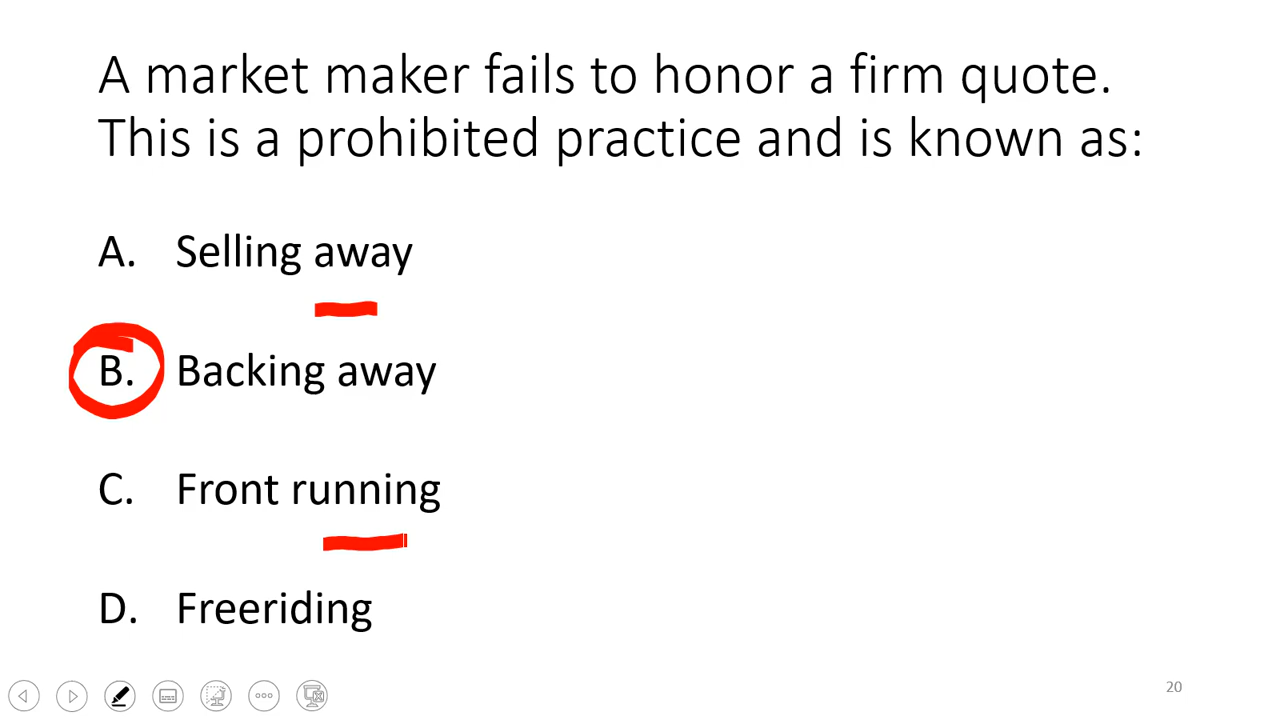 A market maker fails to honor a firm quote.
This is a prohibited practice and is known as:
A. Selling away
B. Backing away
C. Front running
D. Freeriding
20